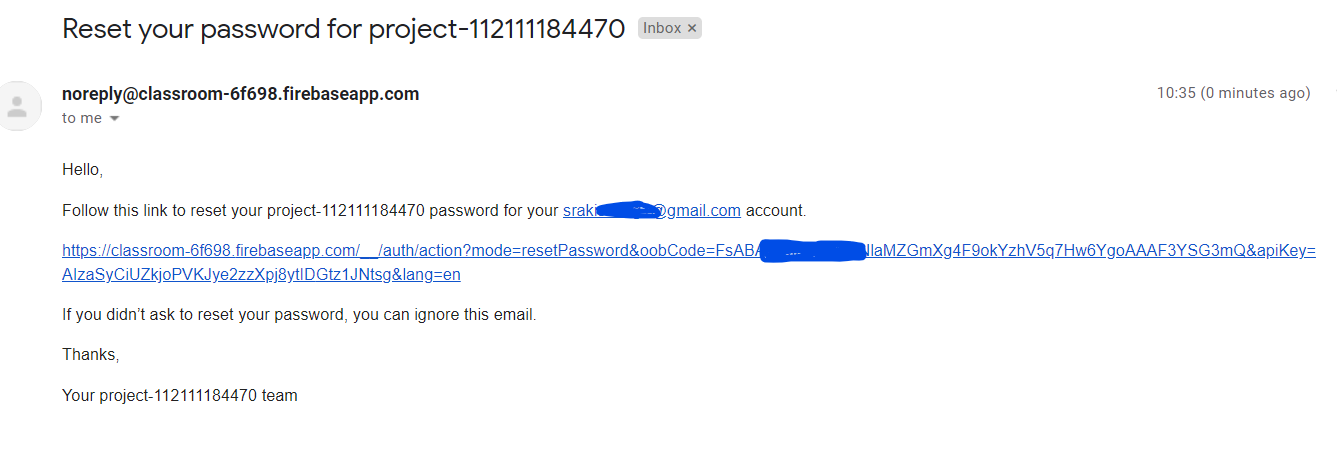 Reset your password for project-112111184470 Inbox ×
noreply@classroom-6f698.firebaseapp.com 10:35 (0 minutes ago)
to me
Hello,
Follow this link to reset your project-112111184470 password for your sraki @gmail.com account.
https://classroom-6f698.firebaseapp.com/__/auth/action?mode=resetPassword&oobCode=FsABA laMZGmXg4F9okYzhV5q7Hw6YgoAAAF3YSG3mQ&apiKey=
AIzaSyCiUZkjoPVKJye2zzXpj8ytIDGtz1JNtsg&lang=en
If you didn’t ask to reset your password, you can ignore this email.
Thanks,
Your project-112111184470 team